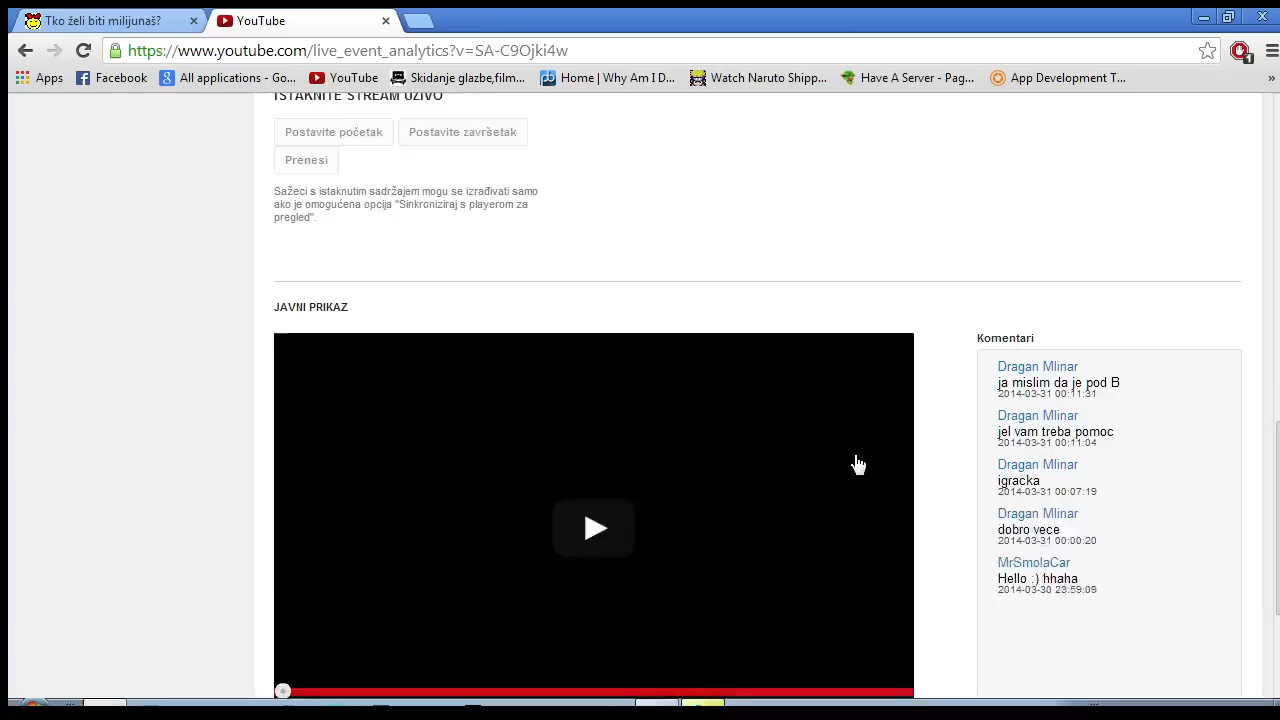 Tko želi biti milijunaš?
YouTube
https://www.youtube.com/live_event_analytics?v=SA-C9Ojki4w
1
Apps Facebook All applications - Go... YouTube Skidanje glazbe,film... Home | Why Am I D... Watch Naruto Shipp... Have A Server - Pag... App Development T... »
ISTAKNITE STREAM UŽIVO
Postavite početak Postavite završetak
Prenesi
Sažeci s istaknutim sadržajem mogu se izrađivati samo
ako je omogućena opcija "Sinkroniziraj s playerom za
pregled".
JAVNI PRIKAZ
Komentari
Dragan Mlinar
ja mislim da je pod B
2014-03-31 00:11:31
Dragan Mlinar
jel vam treba pomoc
2014-03-31 00:11:04
Dragan Mlinar
igracka
2014-03-31 00:07:19
Dragan Mlinar
dobro vece
2014-03-31 00:00:20
MrSmolaCar
Hello :) hhaha
2014-03-30 23:59:09